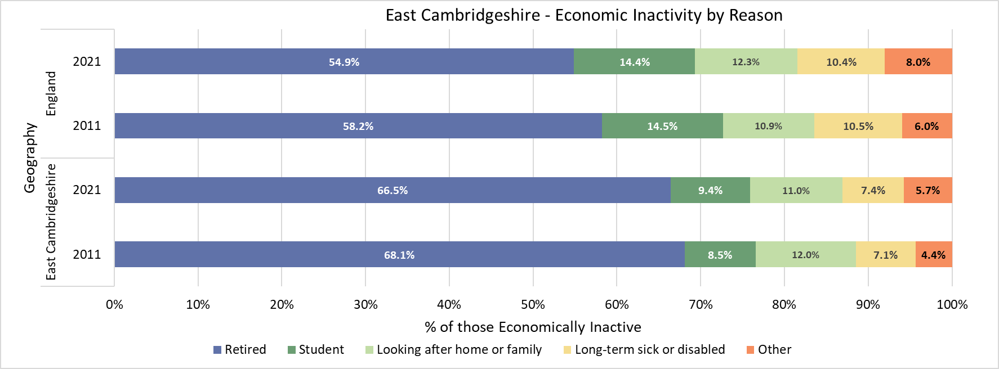 East Cambridgeshire - Economic Inactivity by Reason
Geography
England
2021
54.9% 14.4% 12.3% 10.4% 8.0%
2011
58.2% 14.5% 10.9% 10.5% 6.0%
East Cambridgeshire
2021
66.5% 9.4% 11.0% 7.4% 5.7%
2011
68.1% 8.5% 12.0% 7.1% 4.4%
0% 10% 20% 30% 40% 50% 60% 70% 80% 90% 100%
% of those Economically Inactive
Retired Student Looking after home or family Long-term sick or disabled Other